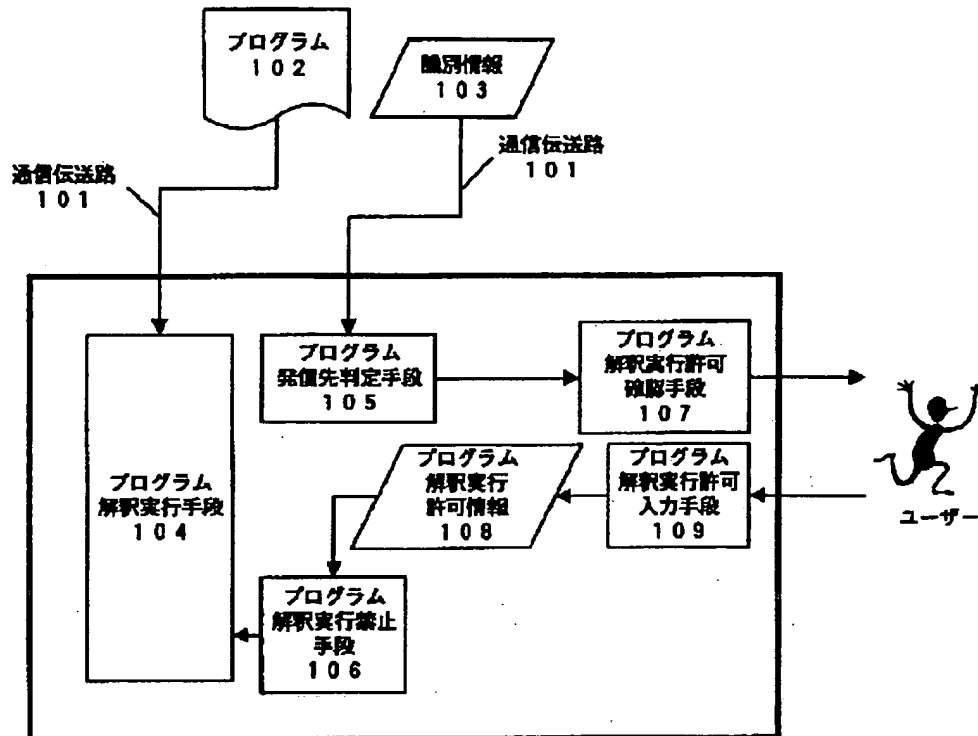 プログラム
102
識別情報
103
通信伝送路
101
通信伝送路
101
プログラム
発信先判定手段
105
プログラム
解釈実行許可
確認手段
107
プログラム
解釈実行手段
104
プログラム
解釈実行
許可情報
108
プログラム
解釈実行許可
入力手段
109
ユーザー
プログラム
解釈実行禁止
手段
106